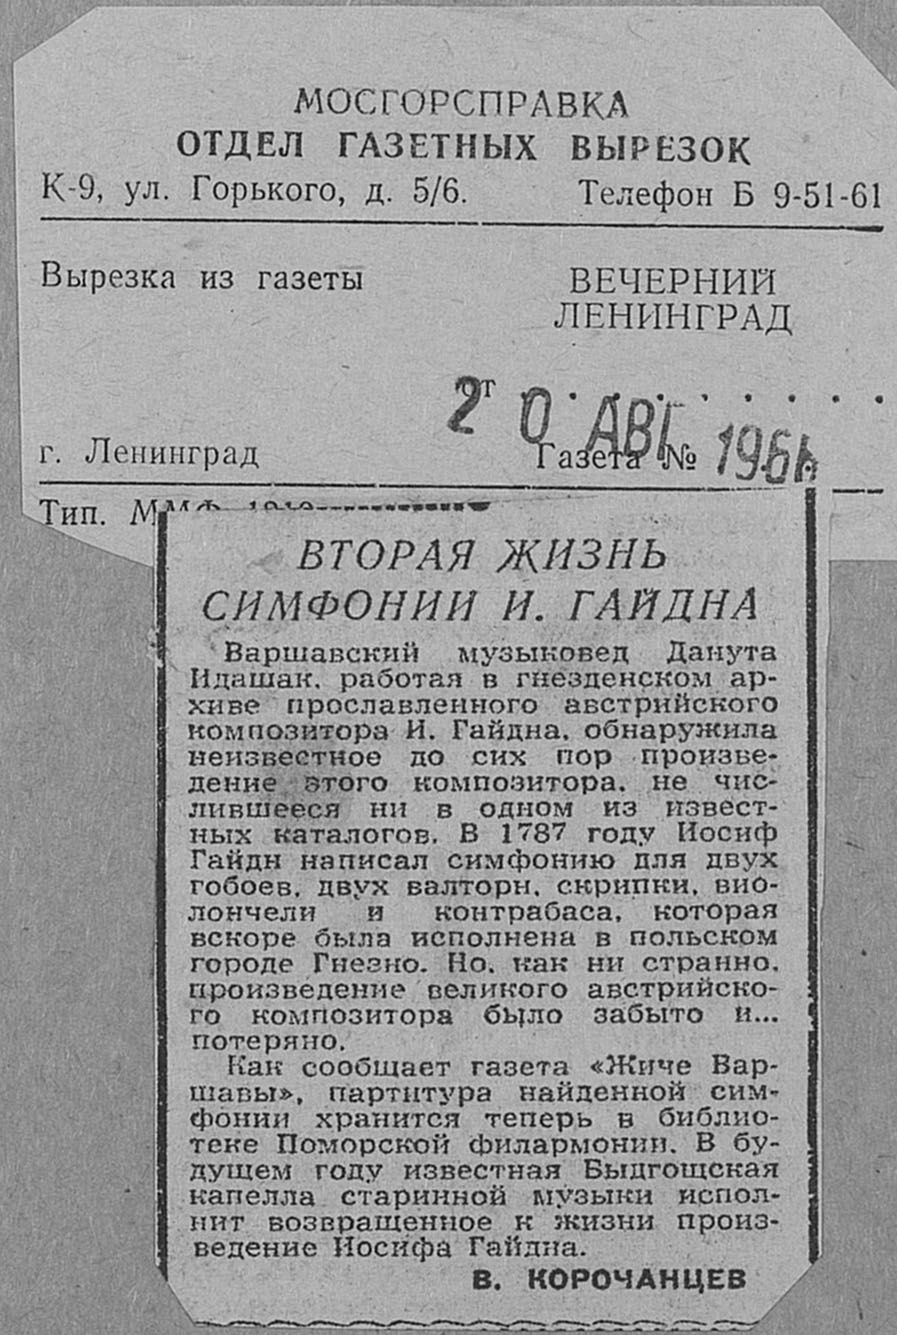 МОСГОРСПРАВКА
ОТДЕЛ ГАЗЕТНЫХ ВЫРЕЗОК
К-9, ул. Горького, д. 5/6. Телефон Б 9-51-61
Вырезка из газеты
ВЕЧЕРНИЙ
ЛЕНИНГРАД
от . . . . . . . . .
2 0 АВГ 196
г. Ленинград Газета №
Тип.
ВТОРАЯ ЖИЗНЬ
СИМФОНИИ И. ГАЙДНА
Варшавский музыковед Данута
Идашак, работая в гнезденском ар-
хиве прославленного австрийского
композитора И. Гайдна, обнаружила
неизвестное до сих пор произве-
дение этого композитора, не чис-
лившееся ни в одном из извест-
ных каталогов. В 1787 году Иосиф
Гайдн написал симфонию для двух
гобоев, двух валторн, скрипки, вио-
лончели и контрабаса, которая
вскоре была исполнена в польском
городе Гнезно. Но, как ни странно,
произведение великого австрийско-
го композитора было забыто и...
потеряно.
Как сообщает газета «Жиче Вар-
шавы», партитура найденной сим-
фонии хранится теперь в библио-
теке Поморской филармонии. В бу-
дущем году известная Быдгощская
капелла старинной музыки испол-
нит возвращенное к жизни произ-
ведение Иосифа Гайдна.
В. КОРОЧАНЦЕВ